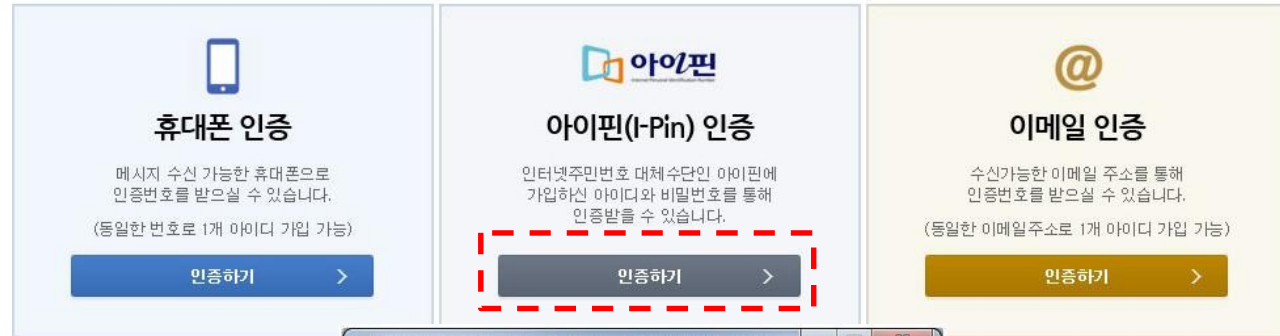 휴대폰 인증
메시지 수신 가능한 휴대폰으로
인증번호를 받으실 수 있습니다.
(동일한 번호로 1개 아이디 가입 가능)
인증하기
아이핀
아이핀(I-Pin) 인증
인터넷주민번호 대체수단인 아이핀에
가입하신 아이디와 비밀번호를 통해
인증받을 수 있습니다.
인증하기
@
이메일 인증
수신가능한 이메일 주소를 통해
인증번호를 받으실 수 있습니다.
(동일한 이메일주소로 1개 아이디 가입 가능)
인증하기